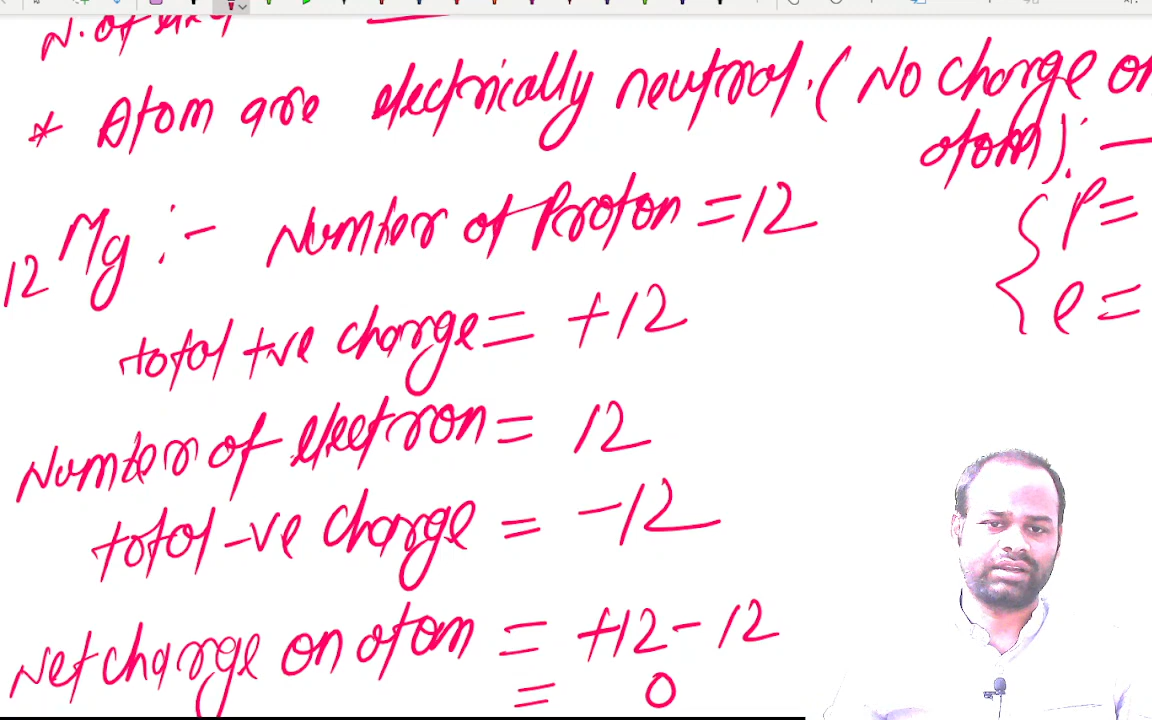 N. of
* Atom are electrically neutral. ( No charge on
atom): —
12 Mg :- Number of Proton = 12
P =
total +ve charge = +12
e =
Number of electron = 12
total -ve charge = -12
Net charge on atom = +12 - 12
= 0